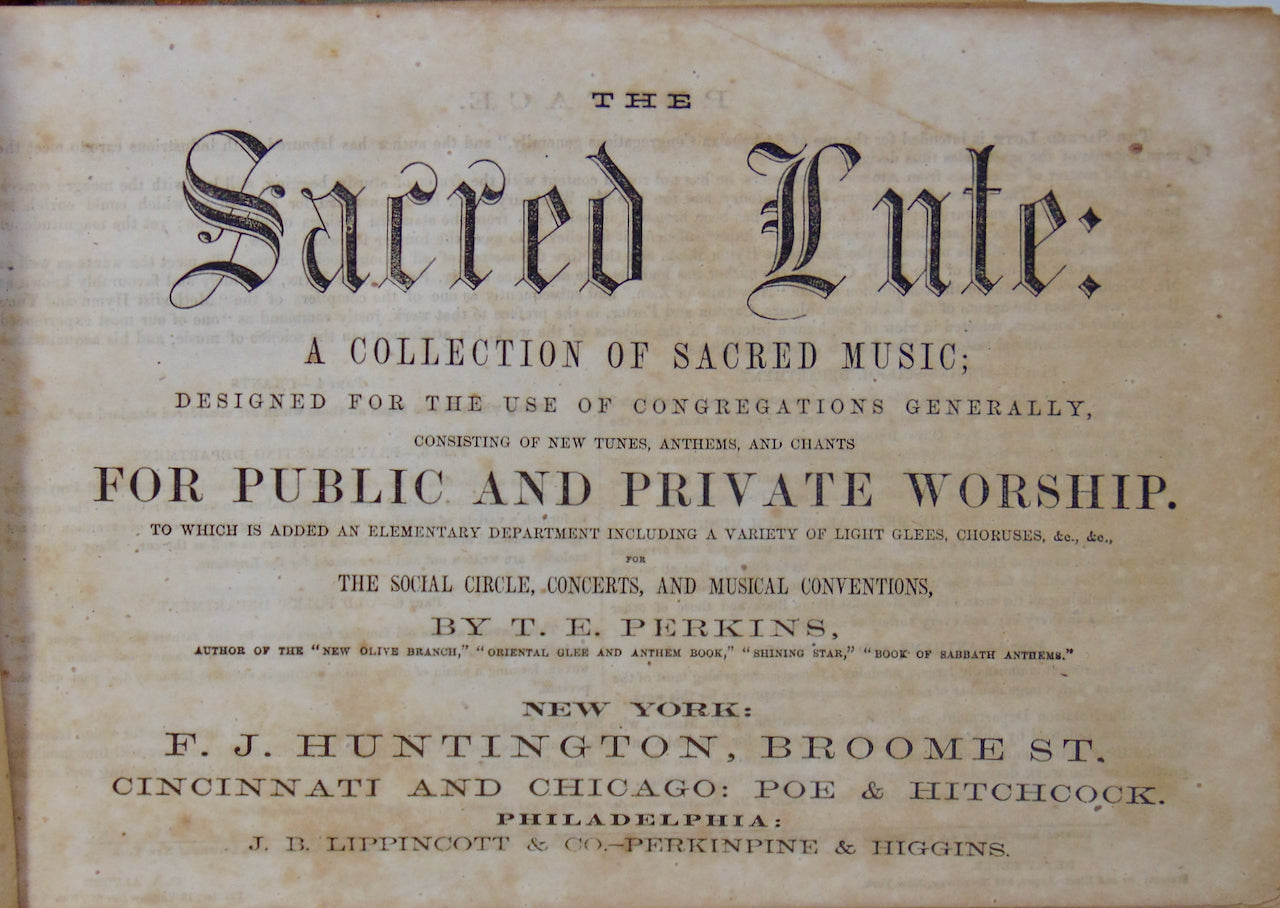 THE
Sacred Lute:
A COLLECTION OF SACRED MUSIC;
DESIGNED FOR THE USE OF CONGREGATIONS GENERALLY,
CONSISTING OF NEW TUNES, ANTHEMS, AND CHANTS
FOR PUBLIC AND PRIVATE WORSHIP.
TO WHICH IS ADDED AN ELEMENTARY DEPARTMENT INCLUDING A VARIETY OF LIGHT GLEES, CHORUSES, &c., &c.,
FOR
THE SOCIAL CIRCLE, CONCERTS, AND MUSICAL CONVENTIONS,
BY T. E. PERKINS,
AUTHOR OF THE "NEW OLIVE BRANCH," "ORIENTAL GLEE AND ANTHEM BOOK," "SHINING STAR," "BOOK OF SABBATH ANTHEMS."
NEW YORK:
F. J. HUNTINGTON, BROOME ST.
CINCINNATI AND CHICAGO: POE & HITCHCOCK.
PHILADELPHIA:
J. B. LIPPINCOTT & CO.–PERKINPINE & HIGGINS.